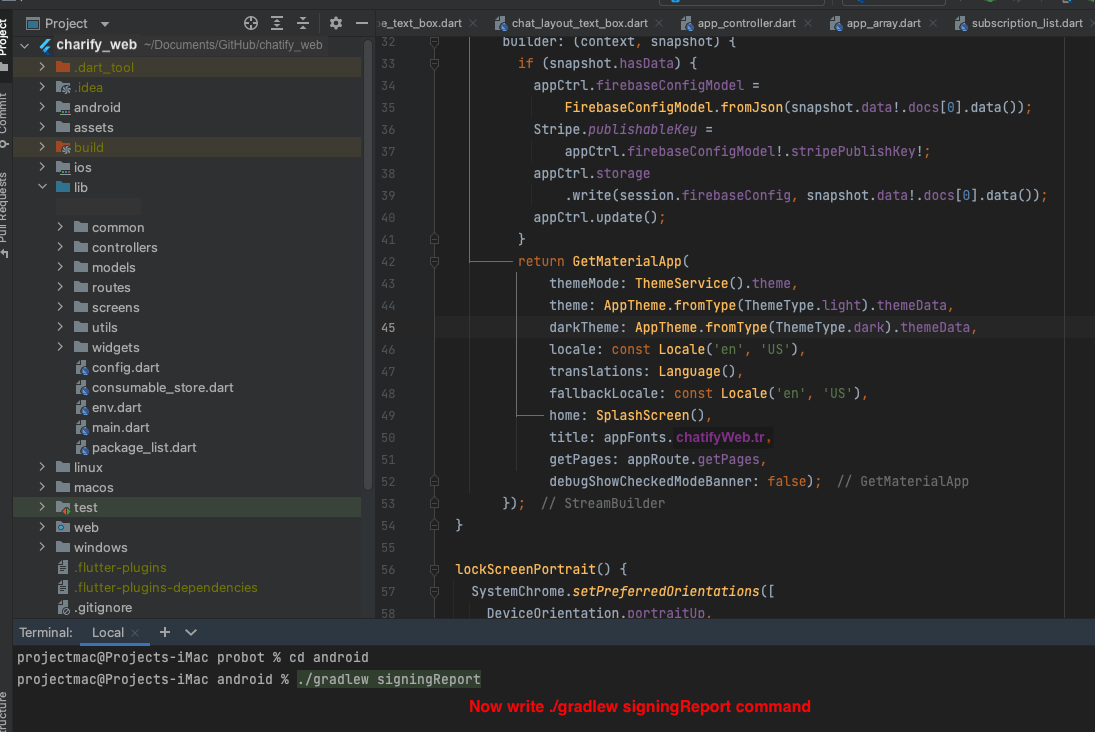 Project
e_text_box.dart
chat_layout_text_box.dart
app_controller.dart
app_array.dart
subscription_list.dart
Project
Commit
Pull Requests
ructure
charify_web ~/Documents/GitHub/chatify_web
.dart_tool
.idea
android
assets
build
ios
lib
common
controllers
models
routes
screens
utils
widgets
config.dart
consumable_store.dart
env.dart
main.dart
package_list.dart
linux
macos
test
web
windows
.flutter-plugins
.flutter-plugins-dependencies
.gitignore
32 builder: (context, snapshot) {
33 if (snapshot.hasData) {
34 appCtrl.firebaseConfigModel =
35 FirebaseConfigModel.fromJson(snapshot.data!.docs[0].data());
36 Stripe.publishableKey =
37 appCtrl.firebaseConfigModel!.stripePublishKey!;
38 appCtrl.storage
39 .write(session.firebaseConfig, snapshot.data!.docs[0].data());
40 appCtrl.update();
41 }
42 return GetMaterialApp(
43 themeMode: ThemeService().theme,
44 theme: AppTheme.fromType(ThemeType.light).themeData,
45 darkTheme: AppTheme.fromType(ThemeType.dark).themeData,
46 locale: const Locale('en', 'US'),
47 translations: Language(),
48 fallbackLocale: const Locale('en', 'US'),
49 home: SplashScreen(),
50 title: appFonts.chatifyWeb.tr,
51 getPages: appRoute.getPages,
52 debugShowCheckedModeBanner: false); // GetMaterialApp
53 }); // StreamBuilder
54 }
55
56 lockScreenPortrait() {
57 SystemChrome.setPreferredOrientations([
58 DeviceOrientation.portraitUp,
Terminal: Local
projectmac@Projects-iMac probot % cd android
projectmac@Projects-iMac android % ./gradlew signingReport
Now write ./gradlew signingReport command